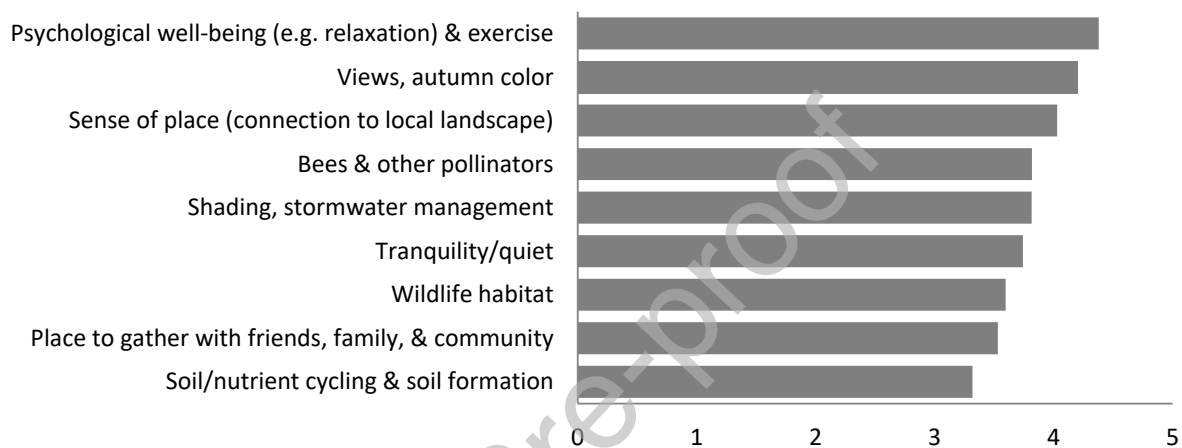 Psychological well-being (e.g. relaxation) & exercise
Views, autumn color
Sense of place (connection to local landscape)
Bees & other pollinators
Shading, stormwater management
Tranquility/quiet
Wildlife habitat
Place to gather with friends, family, & community
Soil/nutrient cycling & soil formation
0 1 2 3 4 5
re-proof